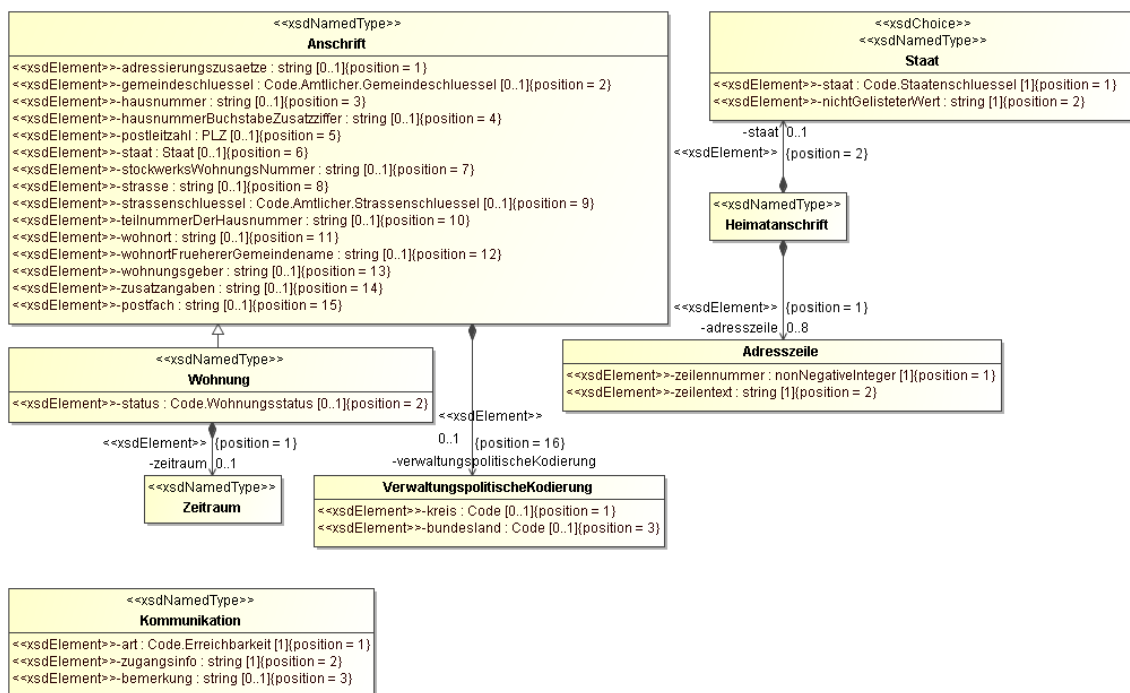 <<xsdNamedType>>
Anschrift
<<xsdElement>>-adressierungszusaetze : string [0..1]{position = 1}
<<xsdElement>>-gemeindeschluessel : Code.Amtlicher.Gemeindeschluessel [0..1]{position = 2}
<<xsdElement>>-hausnummer : string [0..1]{position = 3}
<<xsdElement>>-hausnummerBuchstabeZusatzziffer : string [0..1]{position = 4}
<<xsdElement>>-postleitzahl : PLZ [0..1]{position = 5}
<<xsdElement>>-staat : Staat [0..1]{position = 6}
<<xsdElement>>-stockwerksWohnungsNummer : string [0..1]{position = 7}
<<xsdElement>>-strasse : string [0..1]{position = 8}
<<xsdElement>>-strassenschluessel : Code.Amtlicher.Strassenschluessel [0..1]{position = 9}
<<xsdElement>>-teilnummerDerHausnummer : string [0..1]{position = 10}
<<xsdElement>>-wohnort : string [0..1]{position = 11}
<<xsdElement>>-wohnortFruehererGemeindename : string [0..1]{position = 12}
<<xsdElement>>-wohnungsgeber : string [0..1]{position = 13}
<<xsdElement>>-zusatzangaben : string [0..1]{position = 14}
<<xsdElement>>-postfach : string [0..1]{position = 15}
<<xsdChoice>>
<<xsdNamedType>>
Staat
<<xsdElement>>-staat : Code.Staatenschluessel [1]{position = 1}
<<xsdElement>>-nichtGelisteterWert : string [1]{position = 2}
-staat 0..1
<<xsdElement>> {position = 2}
<<xsdNamedType>>
Heimatanschrift
<<xsdElement>> {position = 1}
-adresszeile 0..8
Adresszeile
<<xsdElement>>-zeilennummer : nonNegativeInteger [1]{position = 1}
<<xsdElement>>-zeilentext : string [1]{position = 2}
<<xsdNamedType>>
Wohnung
<<xsdElement>>-status : Code.Wohnungsstatus [0..1]{position = 2}
<<xsdElement>> {position = 1}
-zeitraum 0..1
<<xsdNamedType>>
Zeitraum
<<xsdElement>>
0..1 {position = 16}
-verwaltungspolitischeKodierung
VerwaltungspolitischeKodierung
<<xsdElement>>-kreis : Code [0..1]{position = 1}
<<xsdElement>>-bundesland : Code [0..1]{position = 3}
<<xsdNamedType>>
Kommunikation
<<xsdElement>>-art : Code.Erreichbarkeit [1]{position = 1}
<<xsdElement>>-zugangsinfo : string [1]{position = 2}
<<xsdElement>>-bemerkung : string [0..1]{position = 3}